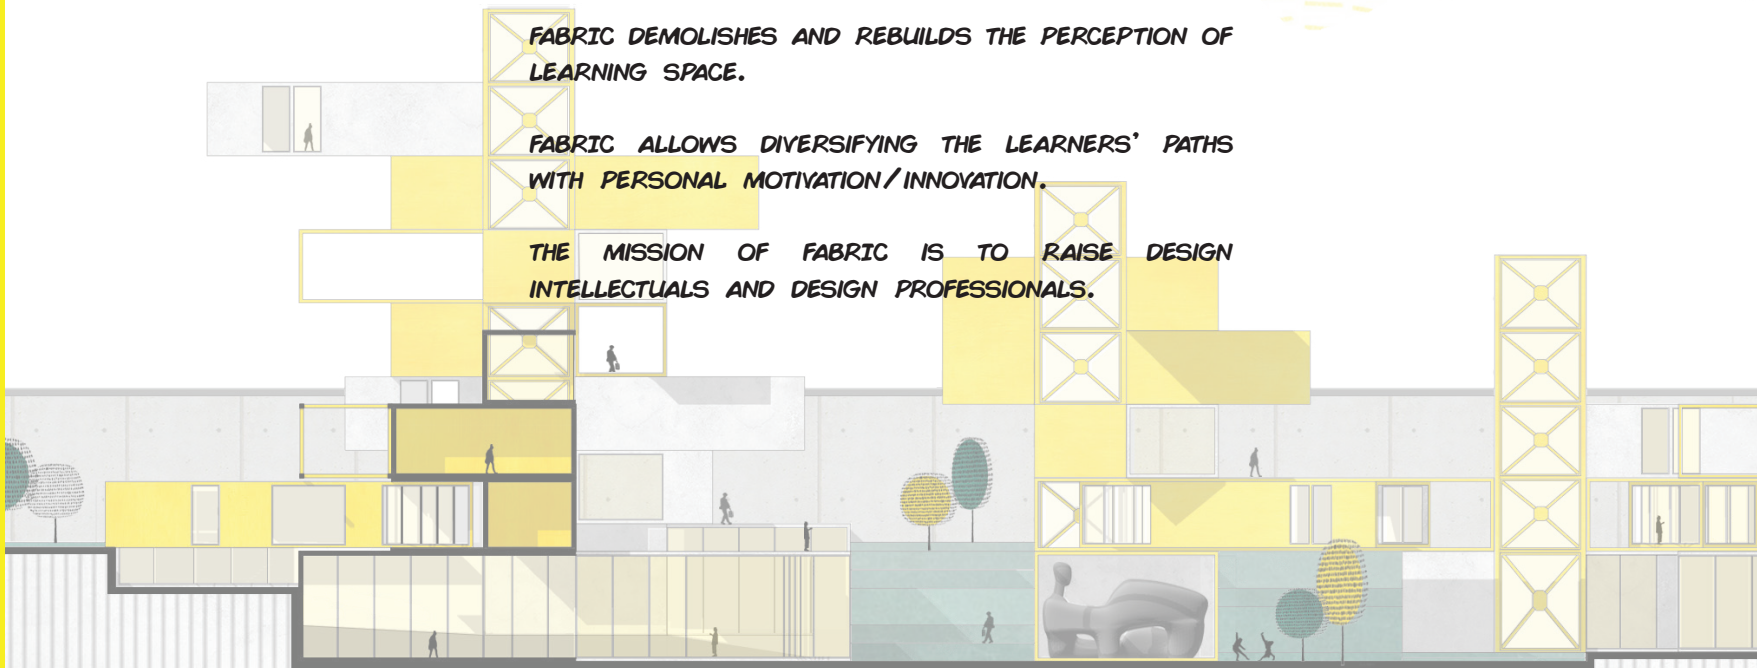 FABRIC DEMOLISHES AND REBUILDS THE PERCEPTION OF
LEARNING SPACE.
FABRIC ALLOWS DIVERSIFYING THE LEARNERS' PATHS
WITH PERSONAL MOTIVATION/INNOVATION.
THE MISSION OF FABRIC IS TO RAISE DESIGN
INTELLECTUALS AND DESIGN PROFESSIONALS.